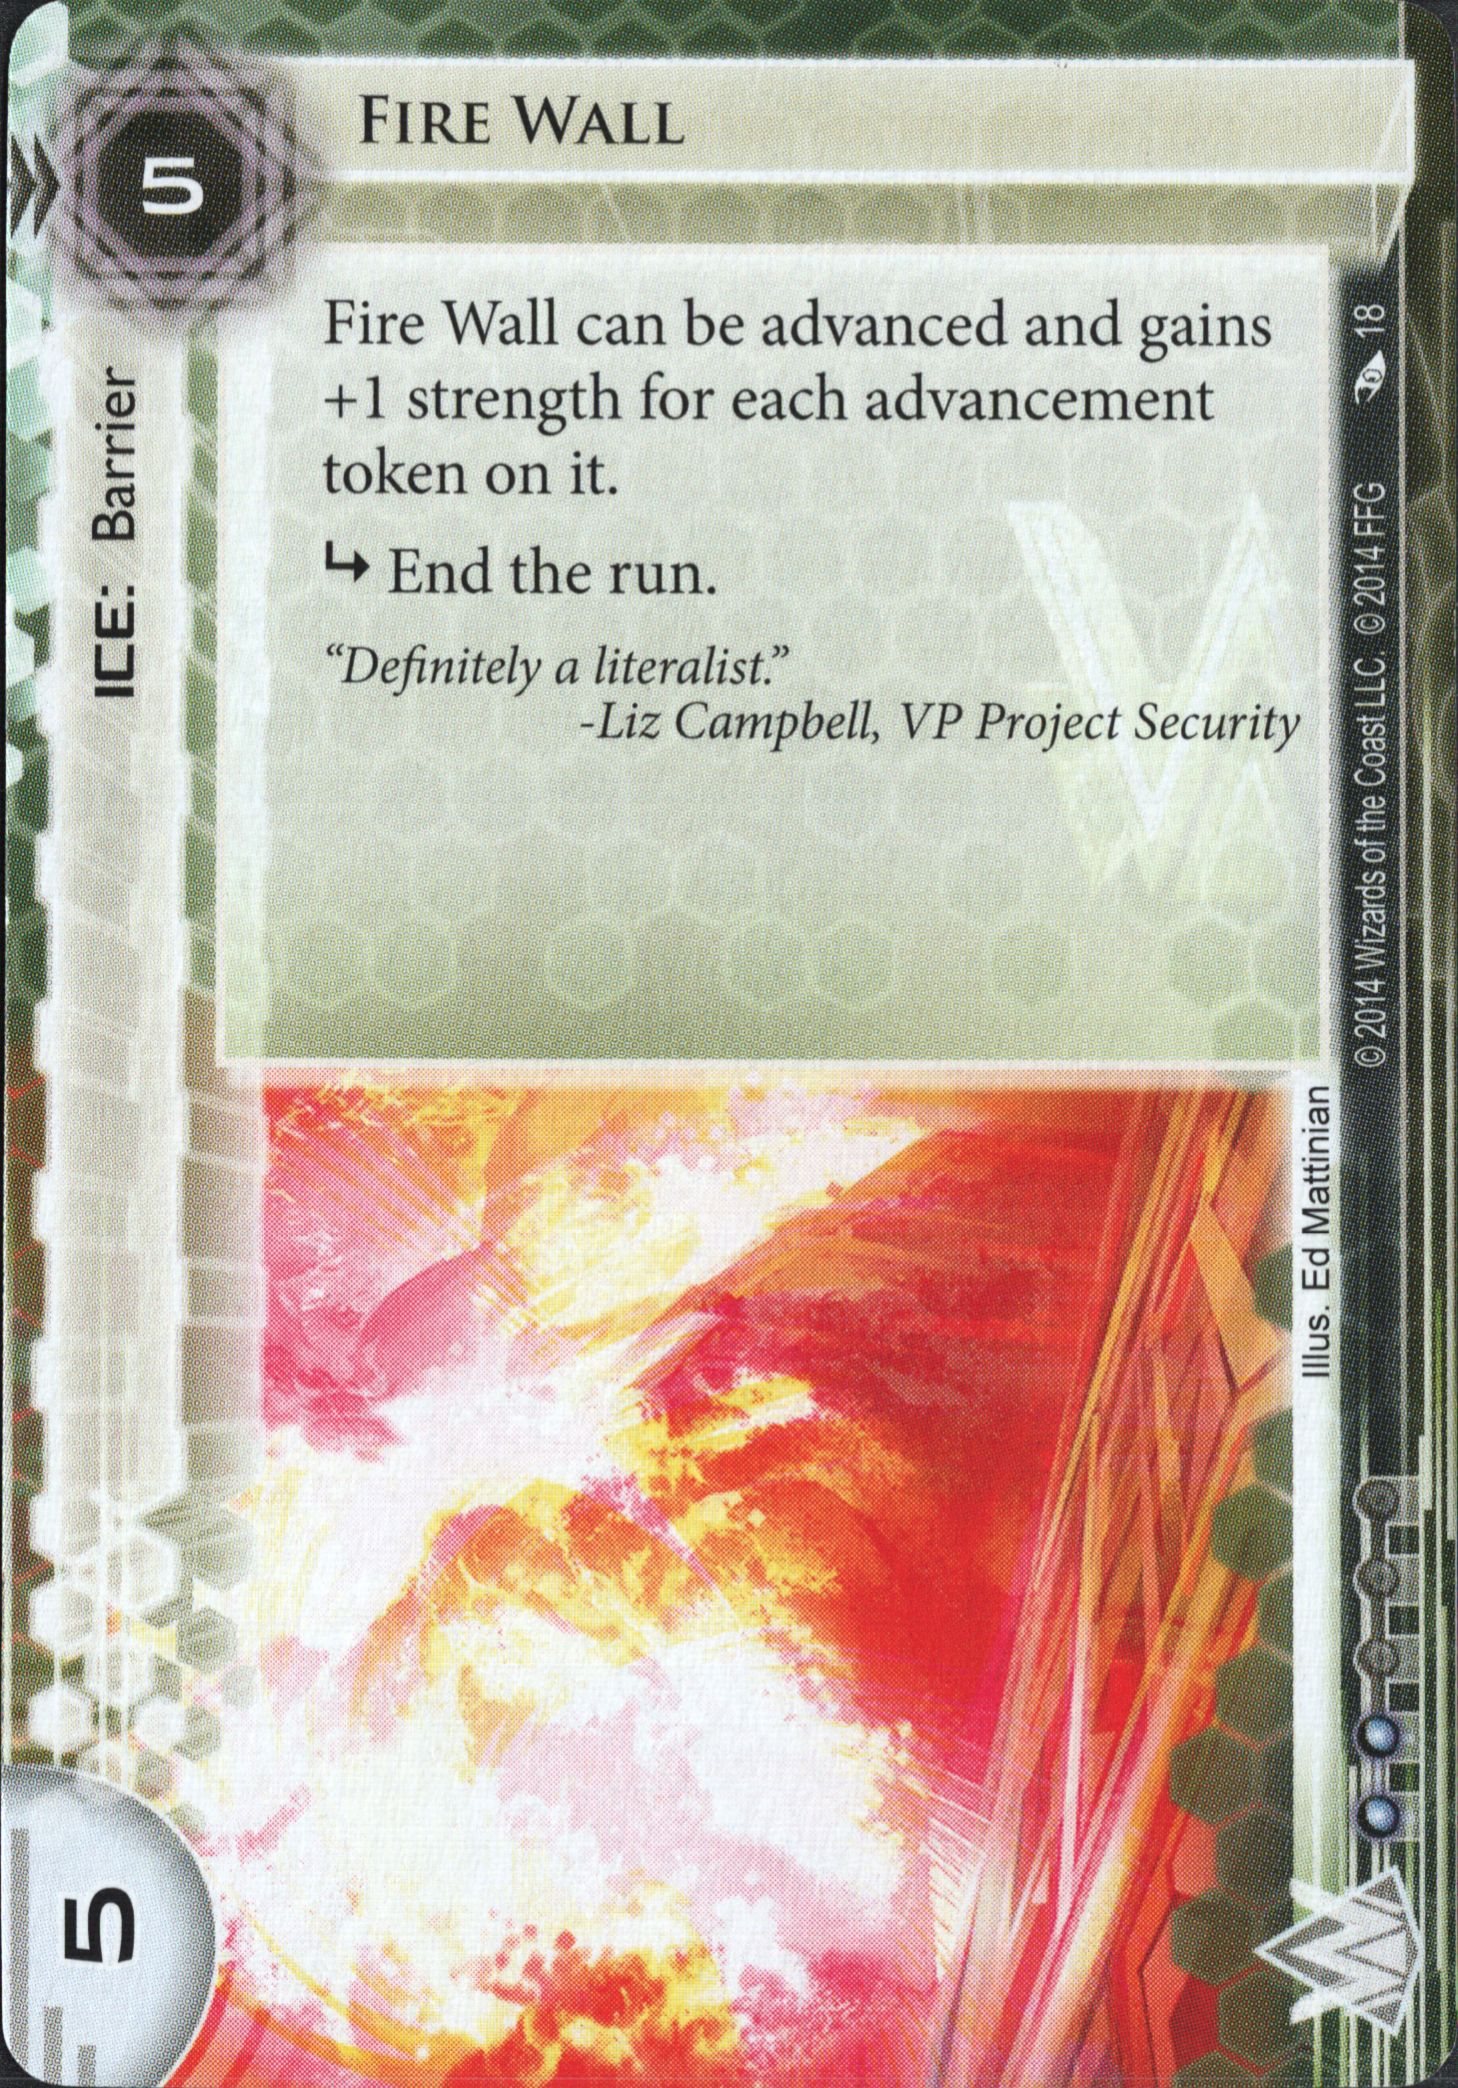 5
FIRE WALL
ICE: Barrier
Fire Wall can be advanced and gains
+1 strength for each advancement
token on it.
End the run.
“Definitely a literalist.”
-Liz Campbell, VP Project Security
Illus. Ed Mattinian
© 2014 Wizards of the Coast LLC. © 2014 FFG 18
5